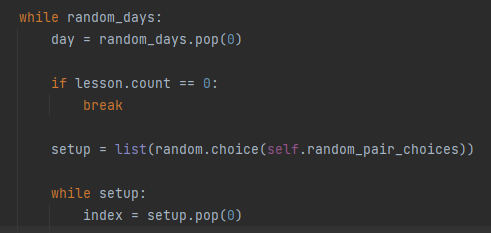 while random_days:
    day = random_days.pop(0)

    if lesson.count == 0:
        break

    setup = list(random.choice(self.random_pair_choices))

    while setup:
        index = setup.pop(0)